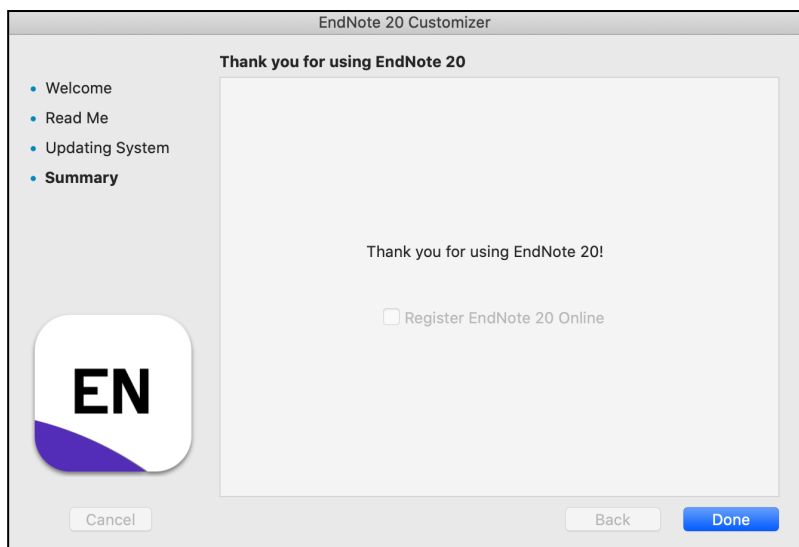 EndNote 20 Customizer
Thank you for using EndNote 20
Welcome
Read Me
Updating System
Summary
Thank you for using EndNote 20!
Register EndNote 20 Online
EN
Cancel
Back
Done